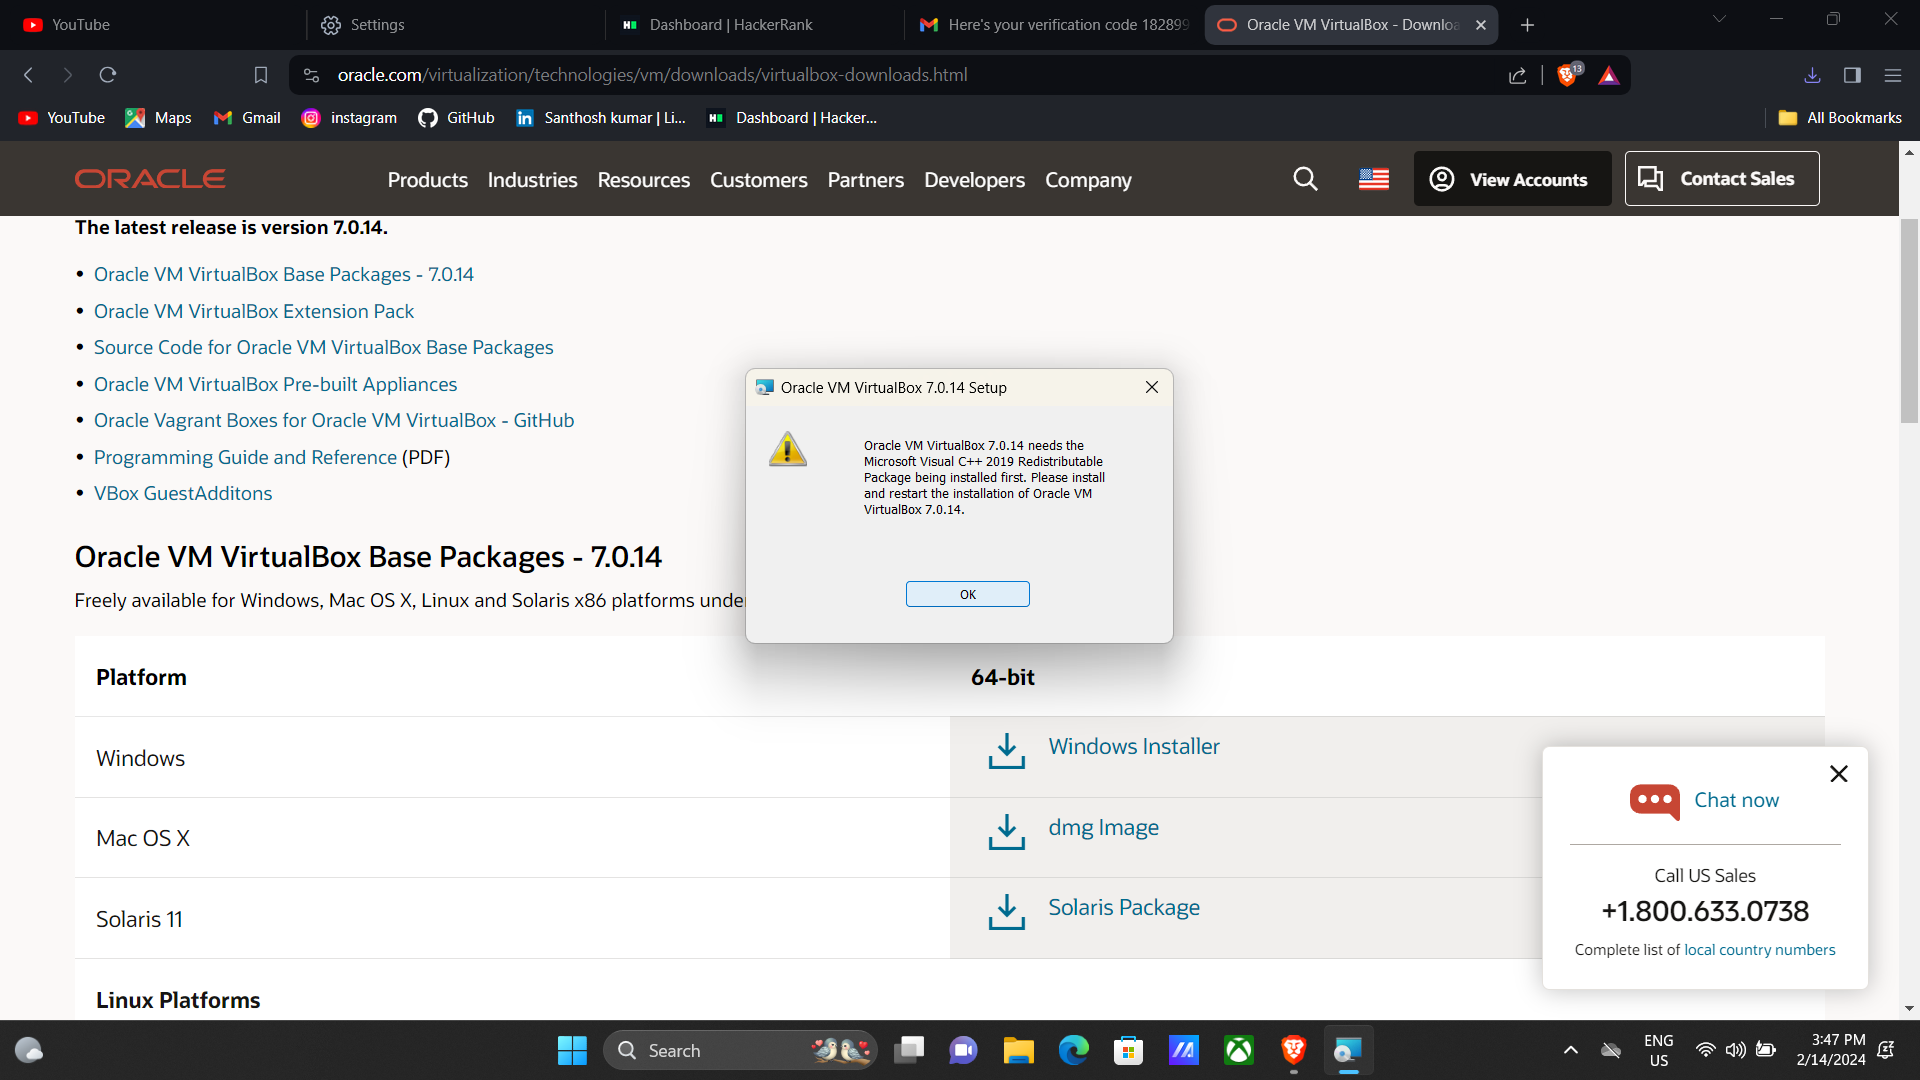 YouTube
Settings
Dashboard | HackerRank
Here's your verification code 182899
Oracle VM VirtualBox - Downloa
oracle.com/virtualization/technologies/vm/downloads/virtualbox-downloads.html
13
YouTube
Maps
Gmail
instagram
GitHub
Santhosh kumar | Li...
Dashboard | Hacker...
All Bookmarks
ORACLE
Products
Industries
Resources
Customers
Partners
Developers
Company
View Accounts
Contact Sales
The latest release is version 7.0.14.
• Oracle VM VirtualBox Base Packages - 7.0.14
• Oracle VM VirtualBox Extension Pack
• Source Code for Oracle VM VirtualBox Base Packages
• Oracle VM VirtualBox Pre-built Appliances
• Oracle Vagrant Boxes for Oracle VM VirtualBox - GitHub
• Programming Guide and Reference (PDF)
• VBox GuestAdditons
Oracle VM VirtualBox 7.0.14 Setup
Oracle VM VirtualBox 7.0.14 needs the
Microsoft Visual C++ 2019 Redistributable
Package being installed first. Please install
and restart the installation of Oracle VM
VirtualBox 7.0.14.
OK
Oracle VM VirtualBox Base Packages - 7.0.14
Freely available for Windows, Mac OS X, Linux and Solaris x86 platforms unde
Platform
64-bit
Windows
Windows Installer
Mac OS X
dmg Image
Solaris 11
Solaris Package
Linux Platforms
Chat now
Call US Sales
+1.800.633.0738
Complete list of local country numbers
Search
ENG
US
3:47 PM
2/14/2024